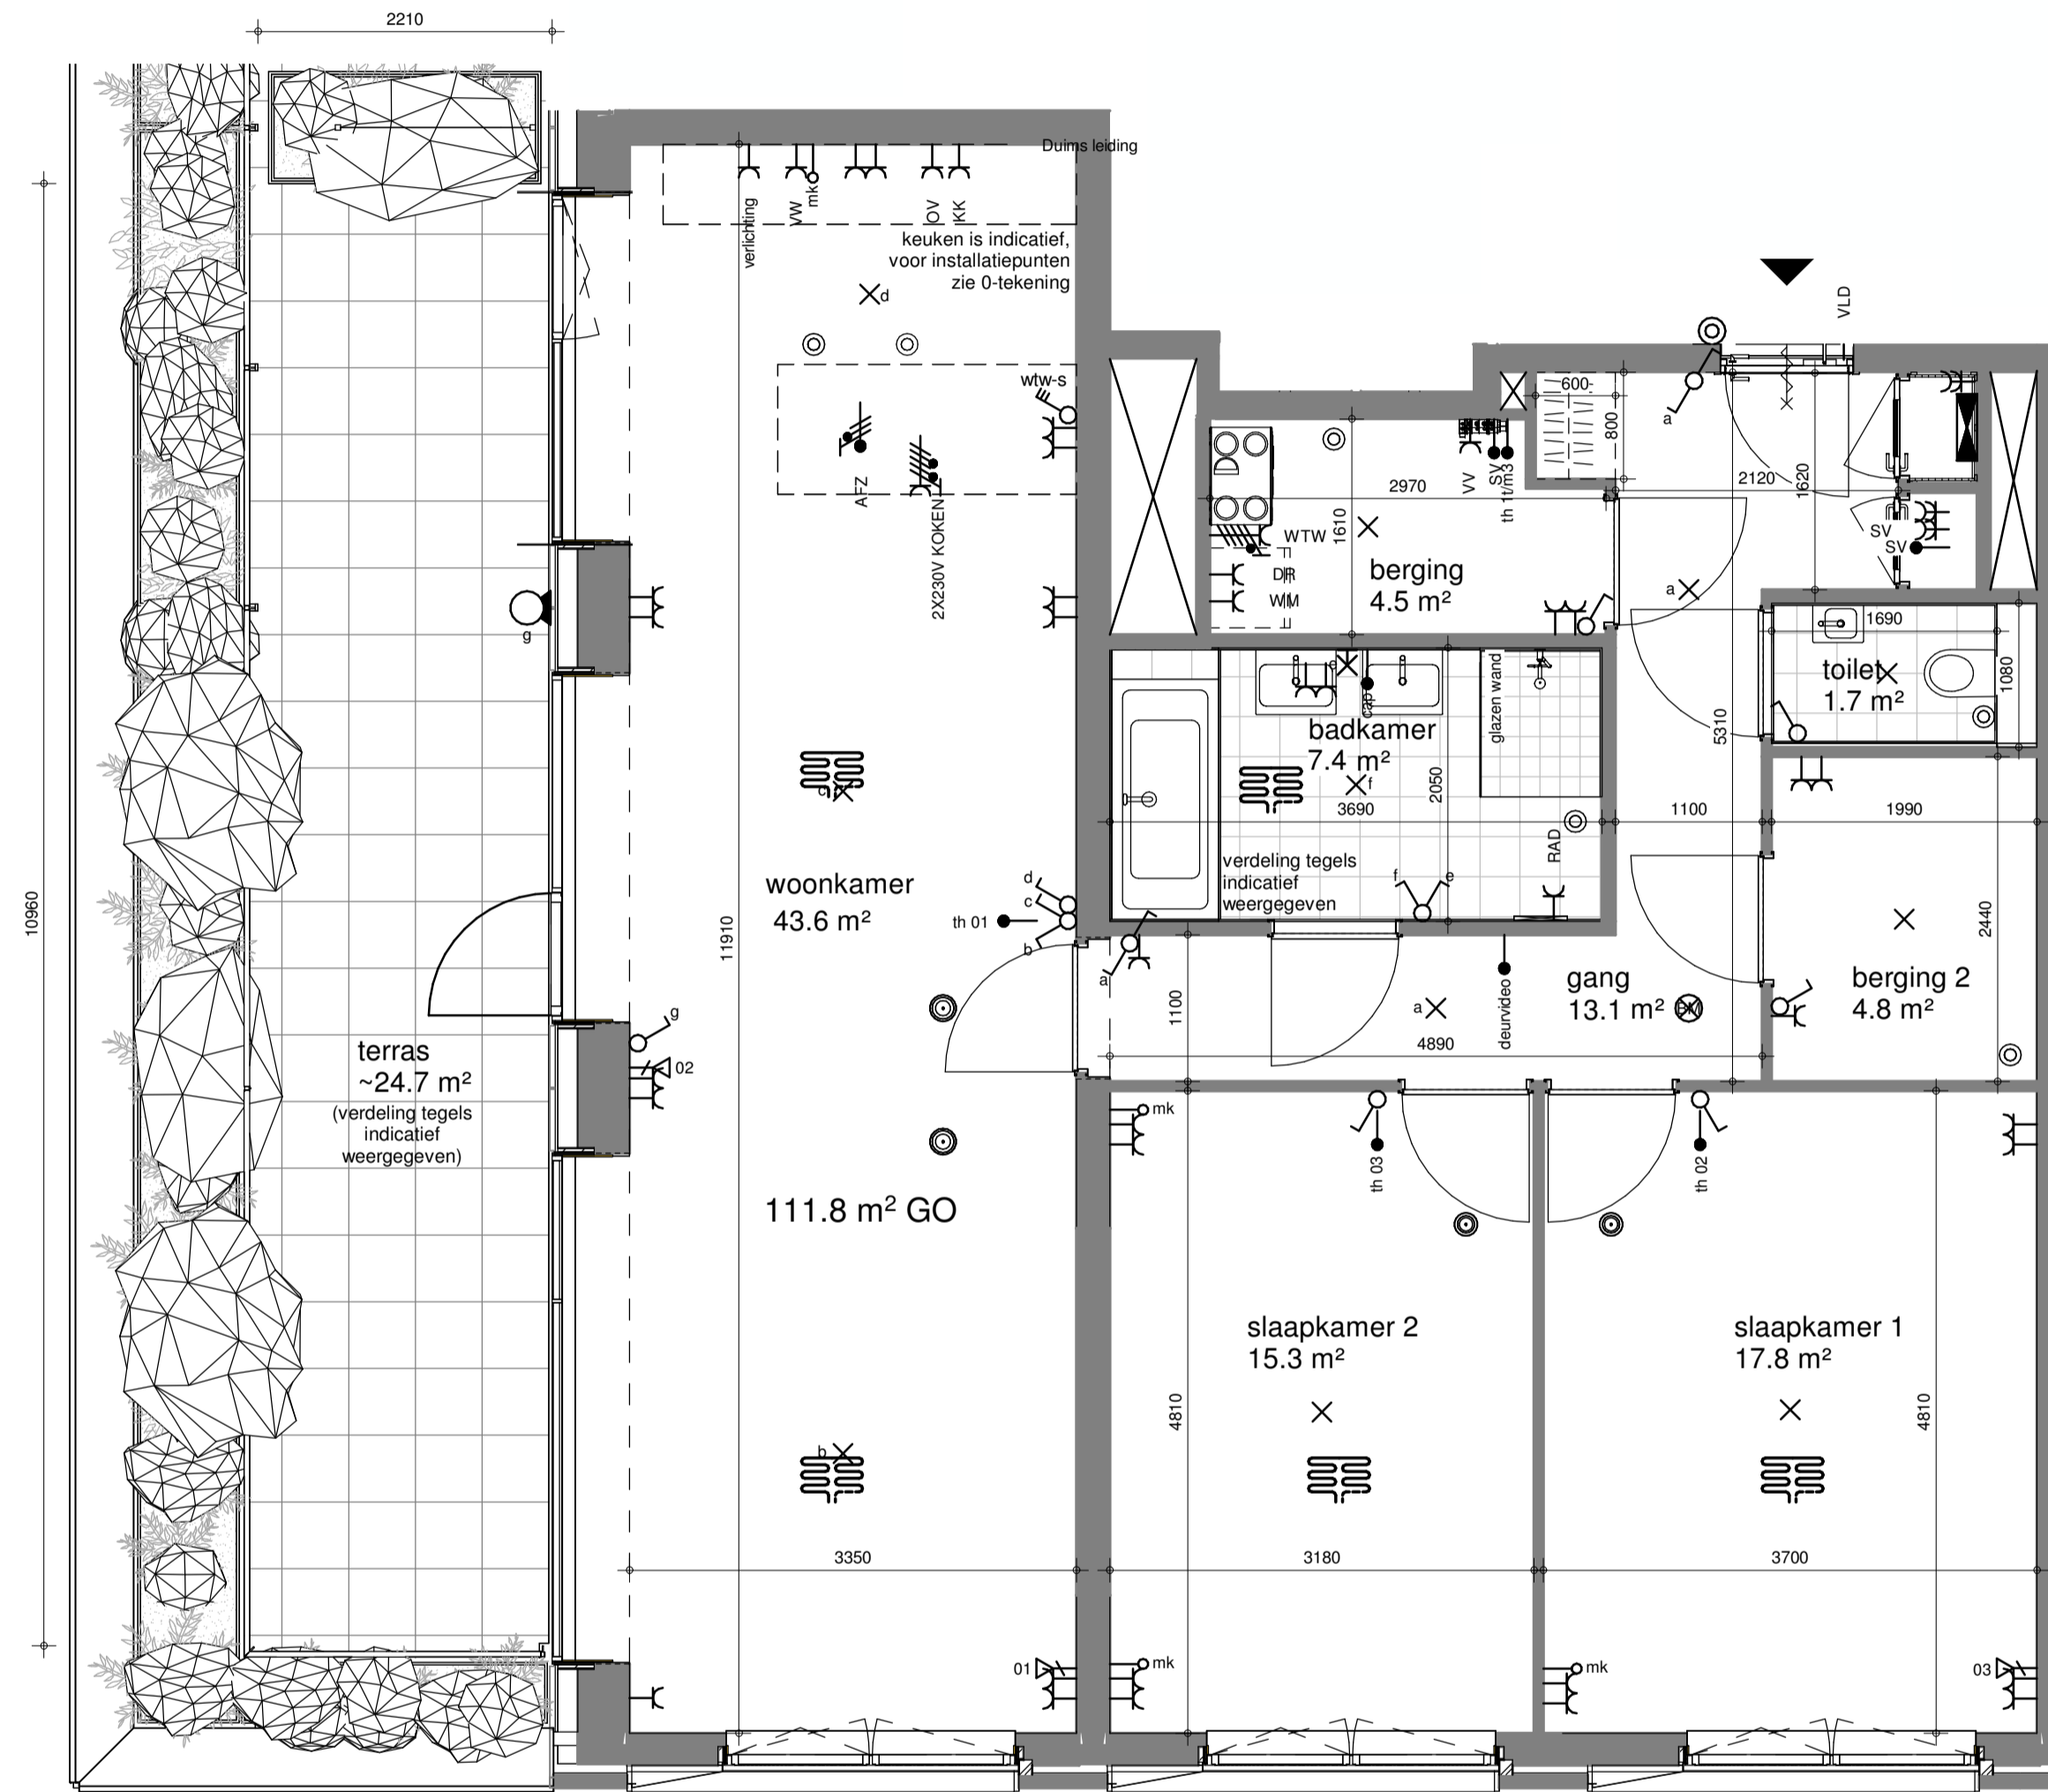 2210
Duims leiding
verlichting
VW
mk
OV
KK
keuken is indicatief,
voor installatiepunten
zie 0-tekening
d
VLD
wtw-s
a
600
800
2120
1620
AFZ
2X230V KOKEN
2970
1610
VV
SV
th 1t/m3
WTW
DR
WM
berging
4.5 m²
a
SV
SV
g
1690
toilet
1.7 m²
1080
cap
glazen wand
badkamer
7.4 m²
f
2050
3690
5310
1100
1990
c
RAD
verdeling tegels
indicatief
weergegeven
f
e
woonkamer
43.6 m²
d
c
th 01
b
a
10960
11910
2440
1100
a
deurvideo
gang
13.1 m²
berging 2
4.8 m²
4890
g
02
terras
~24.7 m²
(verdeling tegels
indicatief
weergegeven)
mk
th 03
th 02
111.8 m² GO
slaapkamer 2
15.3 m²
slaapkamer 1
17.8 m²
4810
4810
b
3350
3180
3700
01
mk
mk
03